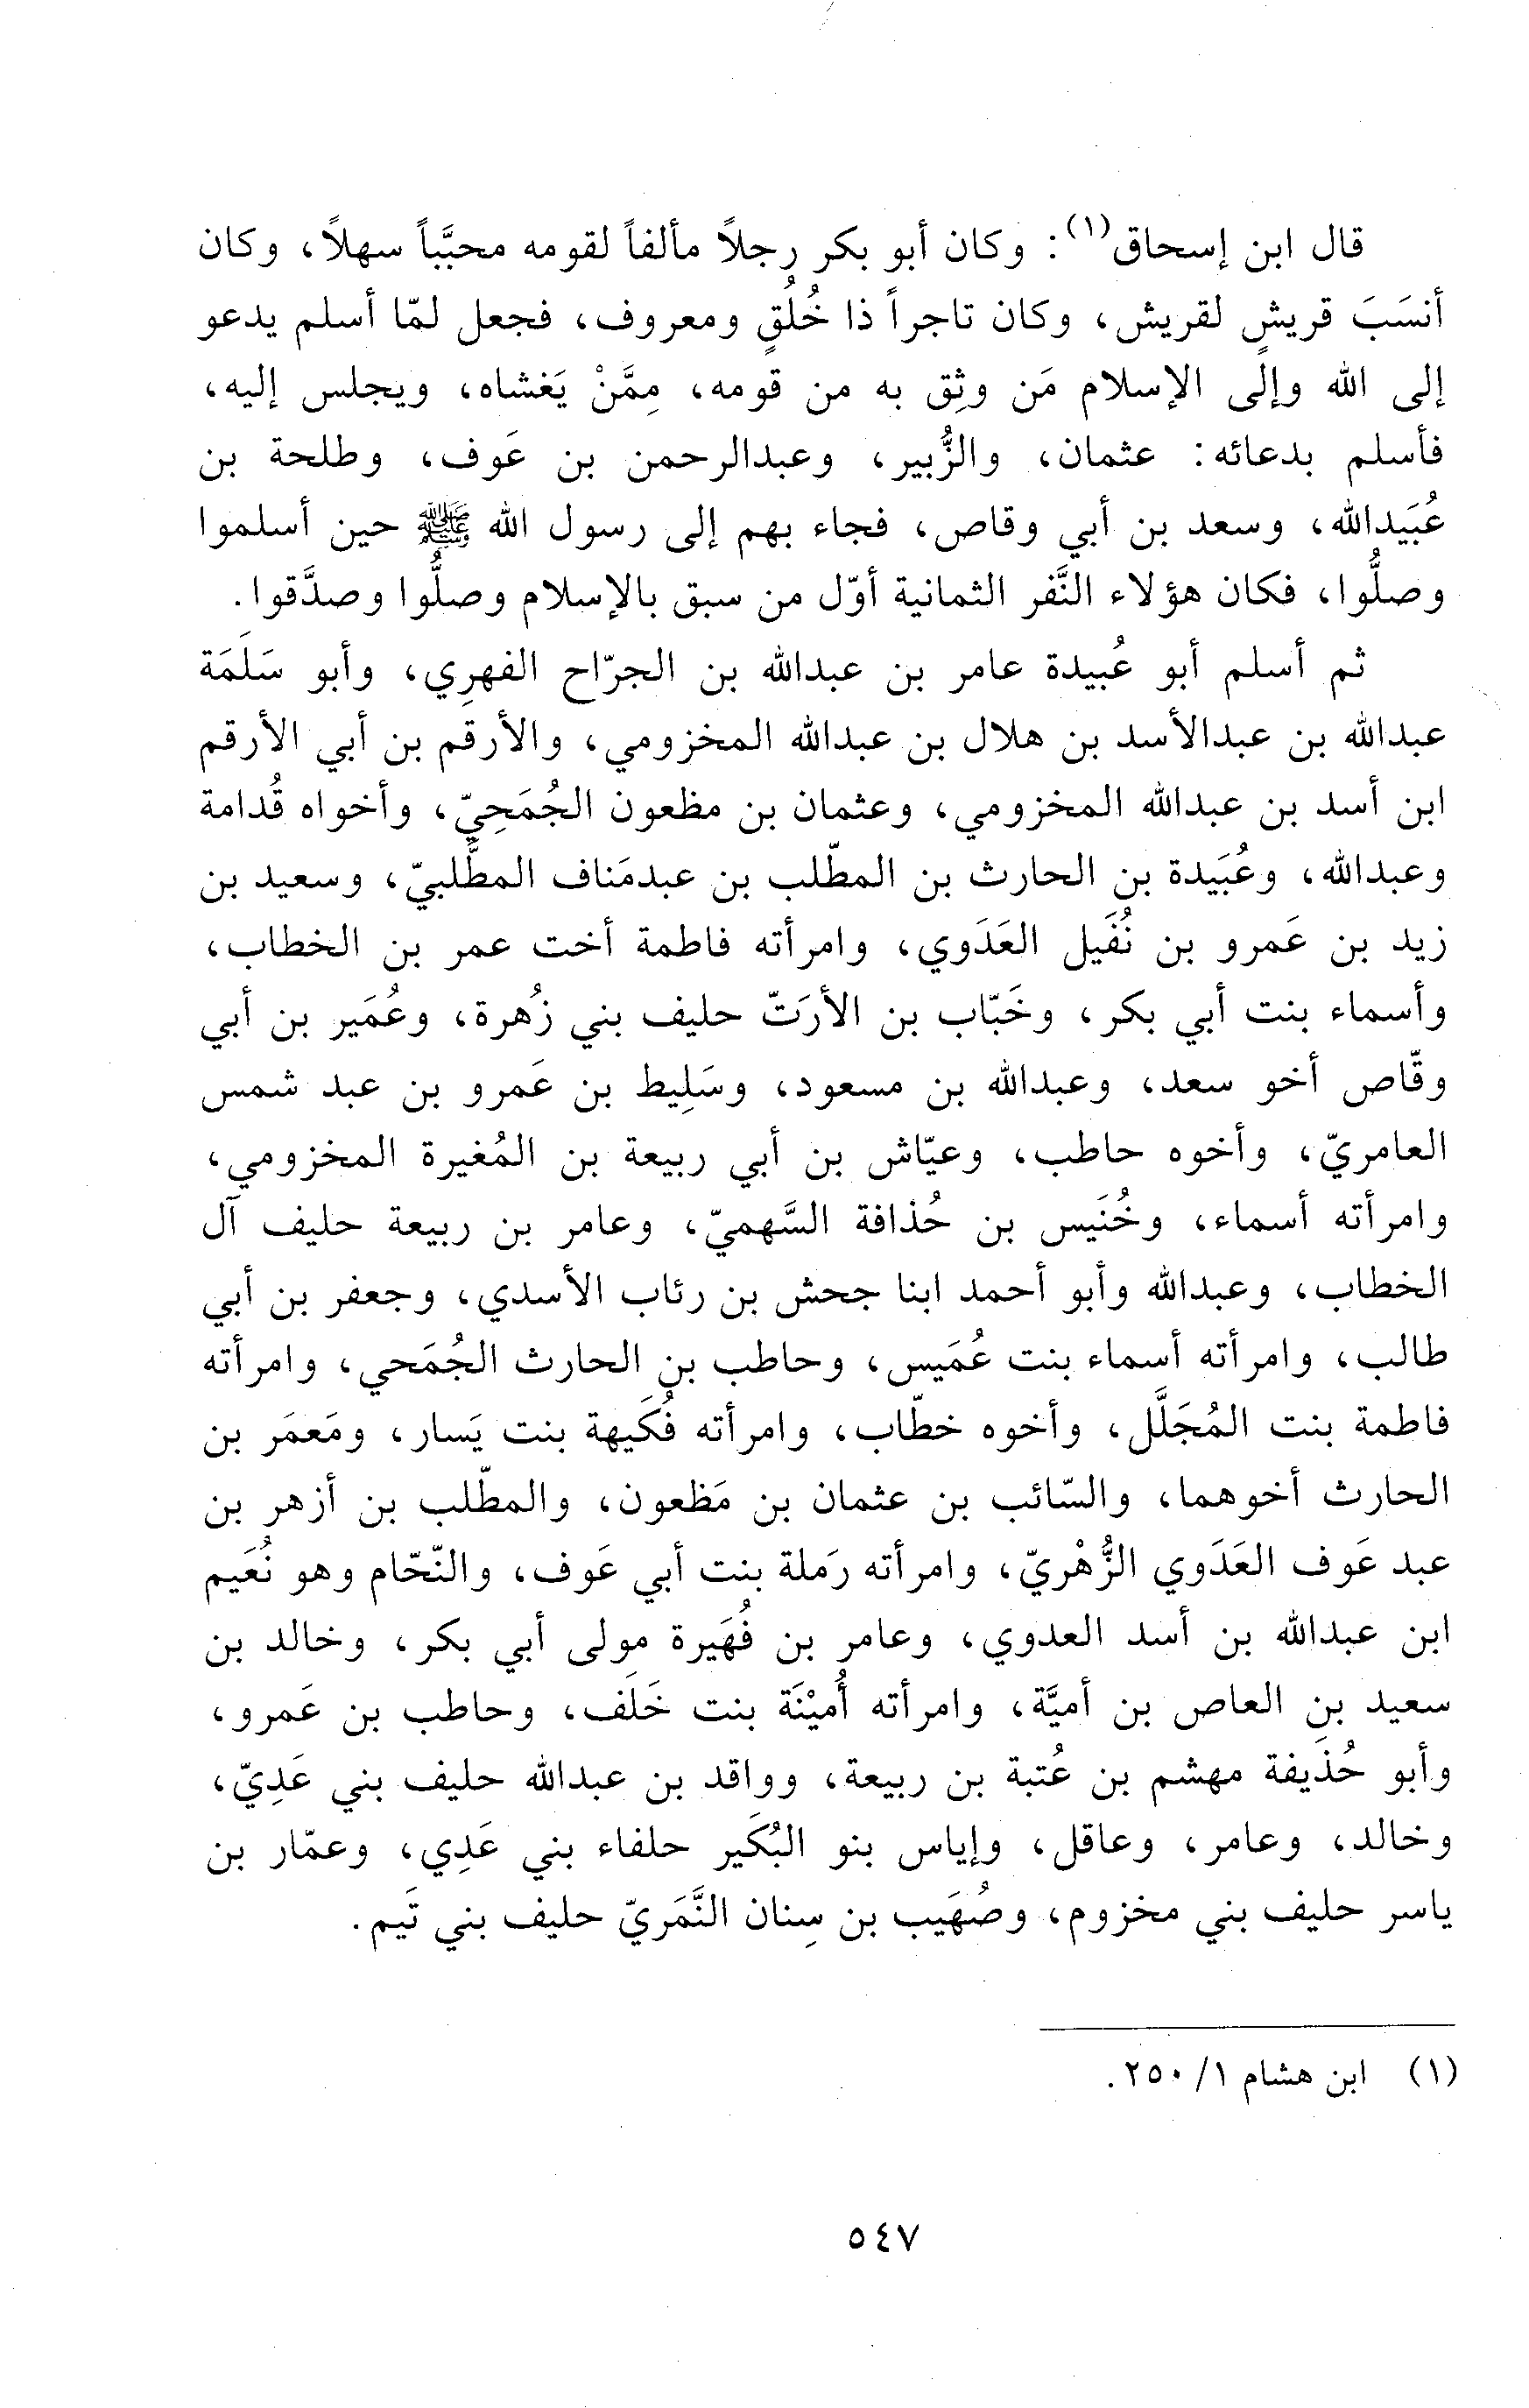 قال ابن إسحاق(١): وكان أبو بكر رجلاً مألفاً لقومه محبَّباً سهلاً، وكان
أنسَبَ قريشٍ لقريش، وكان تاجراً ذا خُلُقٍ ومعروف، فجعل لمّا أسلم يدعو
إلى الله وإلى الإسلام مَن وثِق به من قومه، مِمَّنْ يَغشاه، ويجلس إليه،
فأسلم بدعائه: عثمان، والزُّبير، وعبدالرحمن بن عَوف، وطلحة بن
عُبَيدالله، وسعد بن أبي وقاص، فجاء بهم إلى رسول الله ﷺ حين أسلموا
وصلُّوا، فكان هؤلاء النَّفر الثمانية أوّل من سبق بالإسلام وصلُّوا وصدَّقوا.
ثم أسلم أبو عُبيدة عامر بن عبدالله بن الجرّاح الفهرِي، وأبو سَلَمَة
عبدالله بن عبدالأسد بن هلال بن عبدالله المخزومي، والأرقم بن أبي الأرقم
ابن أسد بن عبدالله المخزومي، وعثمان بن مظعون الجُمَحِيّ، وأخواه قُدامة
وعبدالله، وعُبَيدة بن الحارث بن المطّلب بن عبدمَناف المطَّلبيّ، وسعيد بن
زيد بن عَمرو بن نُفَيل العَدَوي، وامرأته فاطمة أخت عمر بن الخطاب،
وأسماء بنت أبي بكر، وخَبّاب بن الأرَتّ حليف بني زُهرة، وعُمَير بن أبي
وقّاص أخو سعد، وعبدالله بن مسعود، وسَلِيط بن عَمرو بن عبد شمس
العامريّ، وأخوه حاطب، وعيّاش بن أبي ربيعة بن المُغيرة المخزومي،
وامرأته أسماء، وخُنَيس بن حُذافة السَّهميّ، وعامر بن ربيعة حليف آل
الخطاب، وعبدالله وأبو أحمد ابنا جحش بن رئاب الأسدي، وجعفر بن أبي
طالب، وامرأته أسماء بنت عُمَيس، وحاطب بن الحارث الجُمَحي، وامرأته
فاطمة بنت المُجَلَّل، وأخوه خطّاب، وامرأته فُكَيهة بنت يَسار، ومَعمَر بن
الحارث أخوهما، والسّائب بن عثمان بن مَظعون، والمطّلب بن أزهر بن
عبد عَوف العَدَوي الزُّهْريّ، وامرأته رَملة بنت أبي عَوف، والنّحّام وهو نُعَيم
ابن عبدالله بن أسد العدوي، وعامر بن فُهَيرة مولى أبي بكر، وخالد بن
سعيد بن العاص بن أميَّة، وامرأته أُميْنَة بنت خَلَف، وحاطب بن عَمرو،
وأبو حُذَيفة مهشم بن عُتبة بن ربيعة، وواقد بن عبدالله حليف بني عَدِيّ،
وخالد، وعامر، وعاقل، وإياس بنو البُكَير حلفاء بني عَدِي، وعمّار بن
ياسر حليف بني مخزوم، وصُهَيب بن سِنان النَّمَريّ حليف بني تَيم.
(١) ابن هشام ١/ ٢٥٠.
٥٤٧